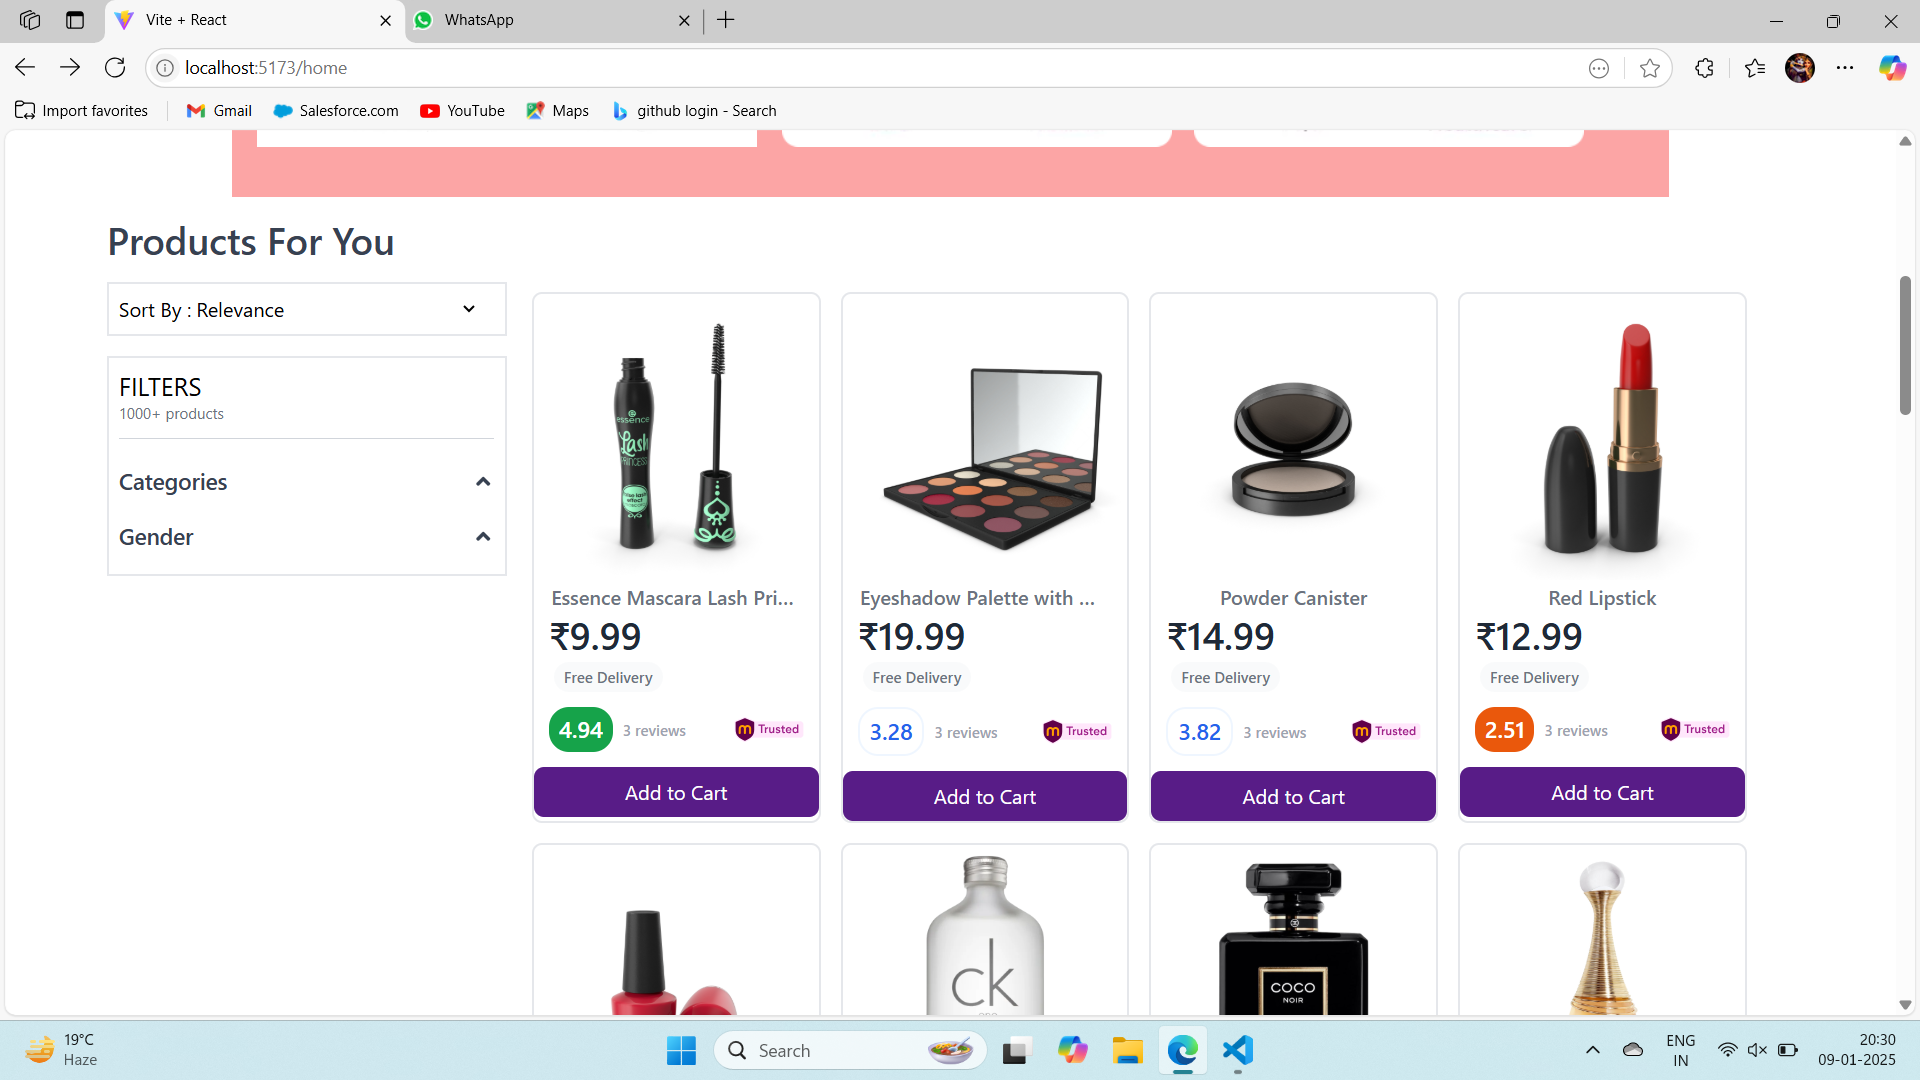 Vite + React
WhatsApp
localhost:5173/home
Import favorites
Gmail
Salesforce.com
YouTube
Maps
github login - Search
Products For You
Sort By : Relevance
FILTERS
1000+ products
Categories
Gender
essence
Lash
PRINCESS
false lash
effect
Essence Mascara Lash Pri...
₹9.99
Free Delivery
4.94
3 reviews
m Trusted
Add to Cart
Eyeshadow Palette with ...
₹19.99
Free Delivery
3.28
3 reviews
m Trusted
Add to Cart
Powder Canister
₹14.99
Free Delivery
3.82
3 reviews
m Trusted
Add to Cart
Red Lipstick
₹12.99
Free Delivery
2.51
3 reviews
m Trusted
Add to Cart
ck
COCO
NOIR
19°C
Haze
Search
ENG
IN
20:30
09-01-2025